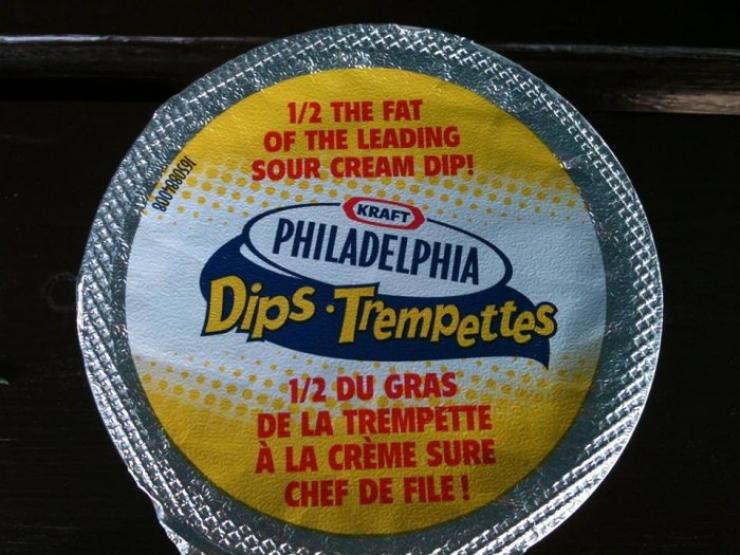 1/2 THE FAT
OF THE LEADING
SOUR CREAM DIP!
KRAFT
PHILADELPHIA
Dips · Trempettes
1/2 DU GRAS
DE LA TREMPETTE
À LA CRÈME SURE
CHEF DE FILE !